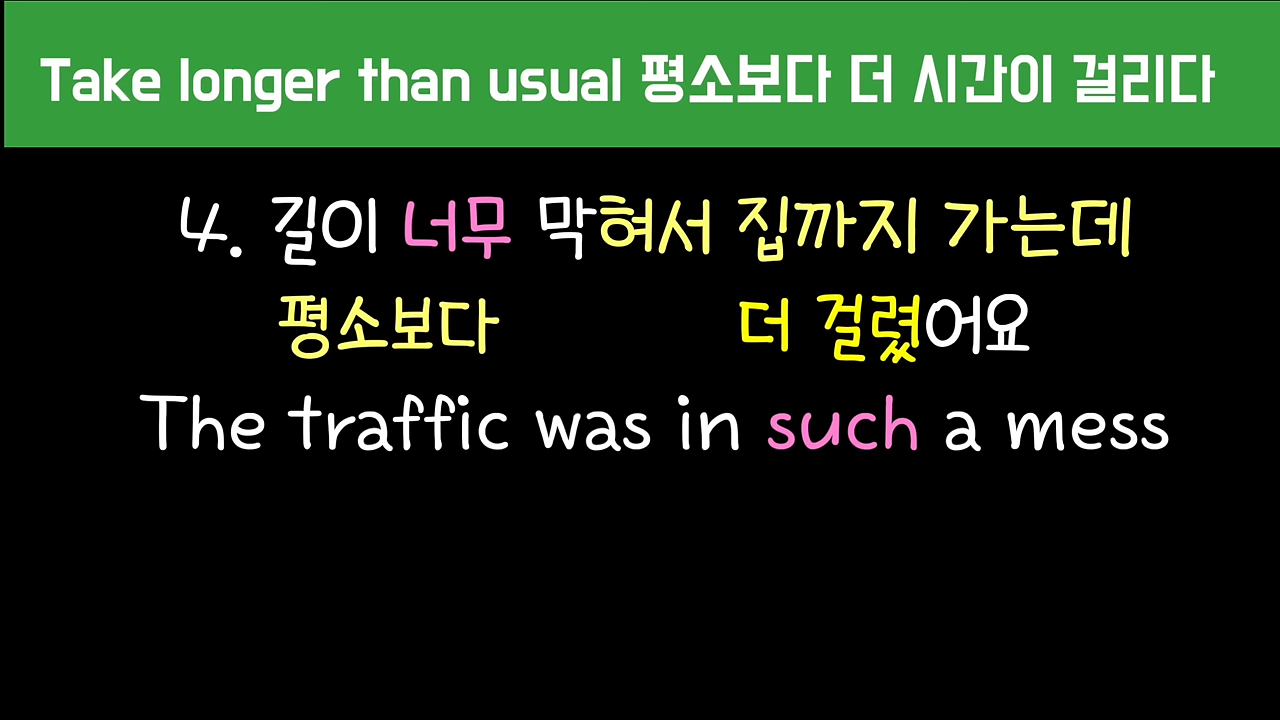 Take longer than usual 평소보다 더 시간이 걸리다
4. 길이 너무 막혀서 집까지 가는데
평소보다 더 걸렸어요
The traffic was in such a mess